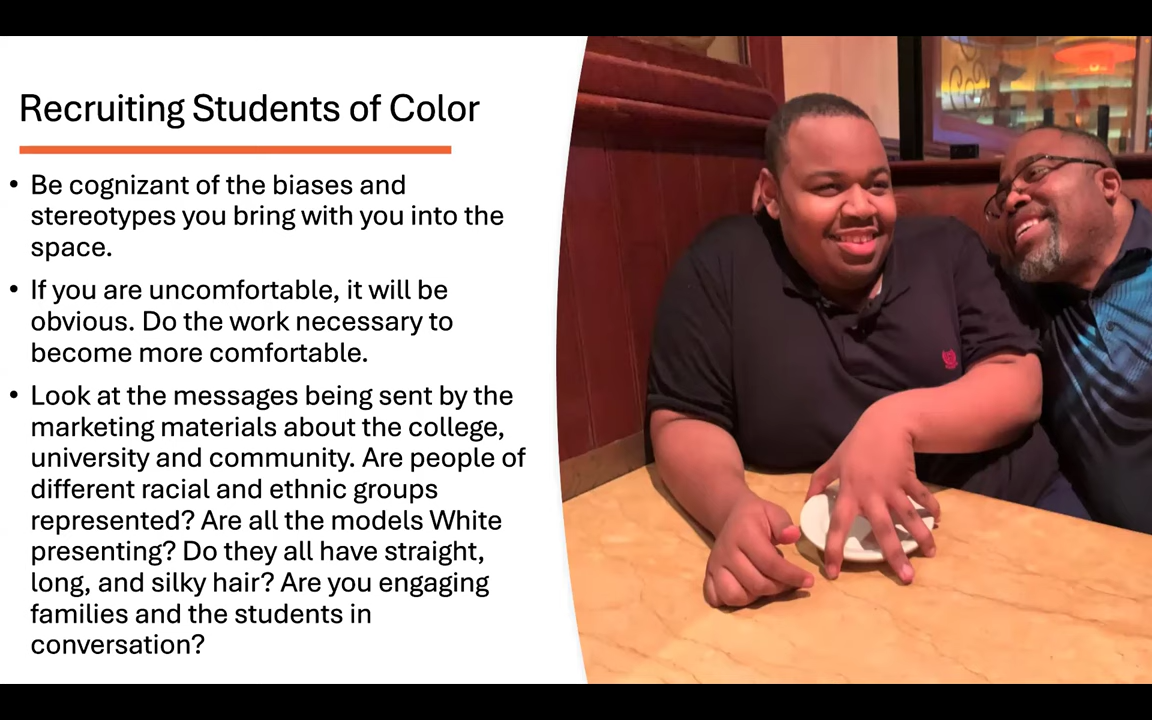 Recruiting Students of Color
• Be cognizant of the biases and
stereotypes you bring with you into the
space.
• If you are uncomfortable, it will be
obvious. Do the work necessary to
become more comfortable.
• Look at the messages being sent by the
marketing materials about the college,
university and community. Are people of
different racial and ethnic groups
represented? Are all the models White
presenting? Do they all have straight,
long, and silky hair? Are you engaging
families and the students in
conversation?